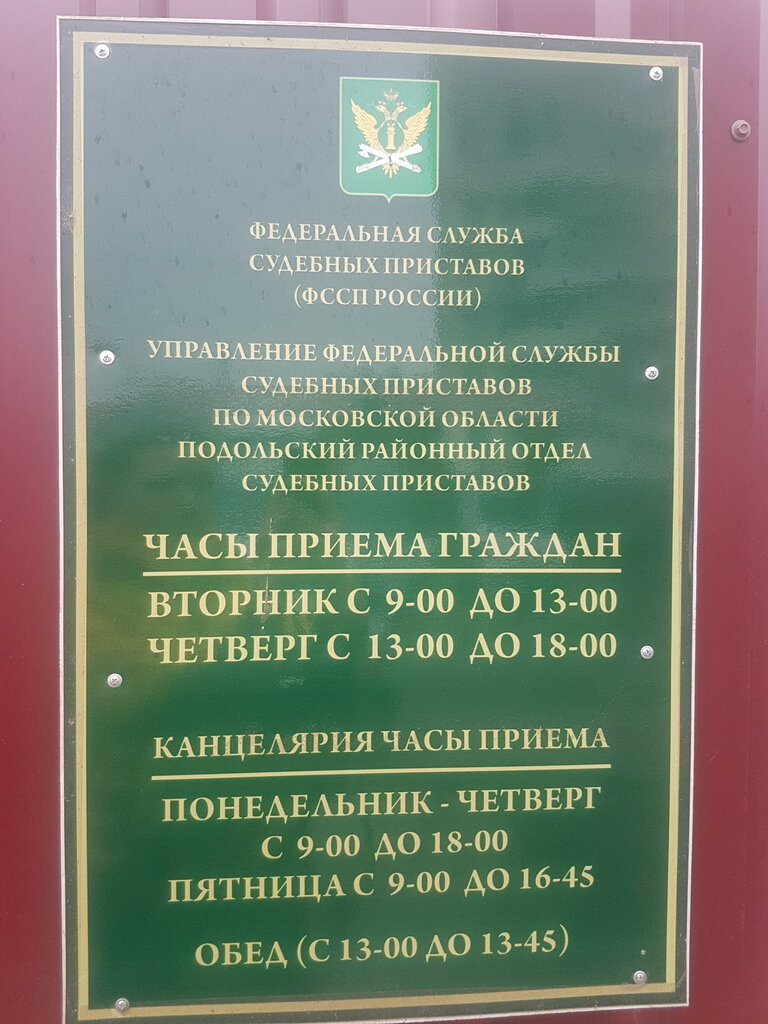 ФЕДЕРАЛЬНАЯ СЛУЖБА
СУДЕБНЫХ ПРИСТАВОВ
(ФССП РОССИИ)
УПРАВЛЕНИЕ ФЕДЕРАЛЬНОЙ СЛУЖБЫ
СУДЕБНЫХ ПРИСТАВОВ
ПО МОСКОВСКОЙ ОБЛАСТИ
ПОДОЛЬСКИЙ РАЙОННЫЙ ОТДЕЛ
СУДЕБНЫХ ПРИСТАВОВ
ЧАСЫ ПРИЕМА ГРАЖДАН
ВТОРНИК С 9-00 ДО 13-00
ЧЕТВЕРГ С 13-00 ДО 18-00
КАНЦЕЛЯРИЯ ЧАСЫ ПРИЕМА
ПОНЕДЕЛЬНИК - ЧЕТВЕРГ
С 9-00 ДО 18-00
ПЯТНИЦА С 9-00 ДО 16-45
ОБЕД (С 13-00 ДО 13-45)